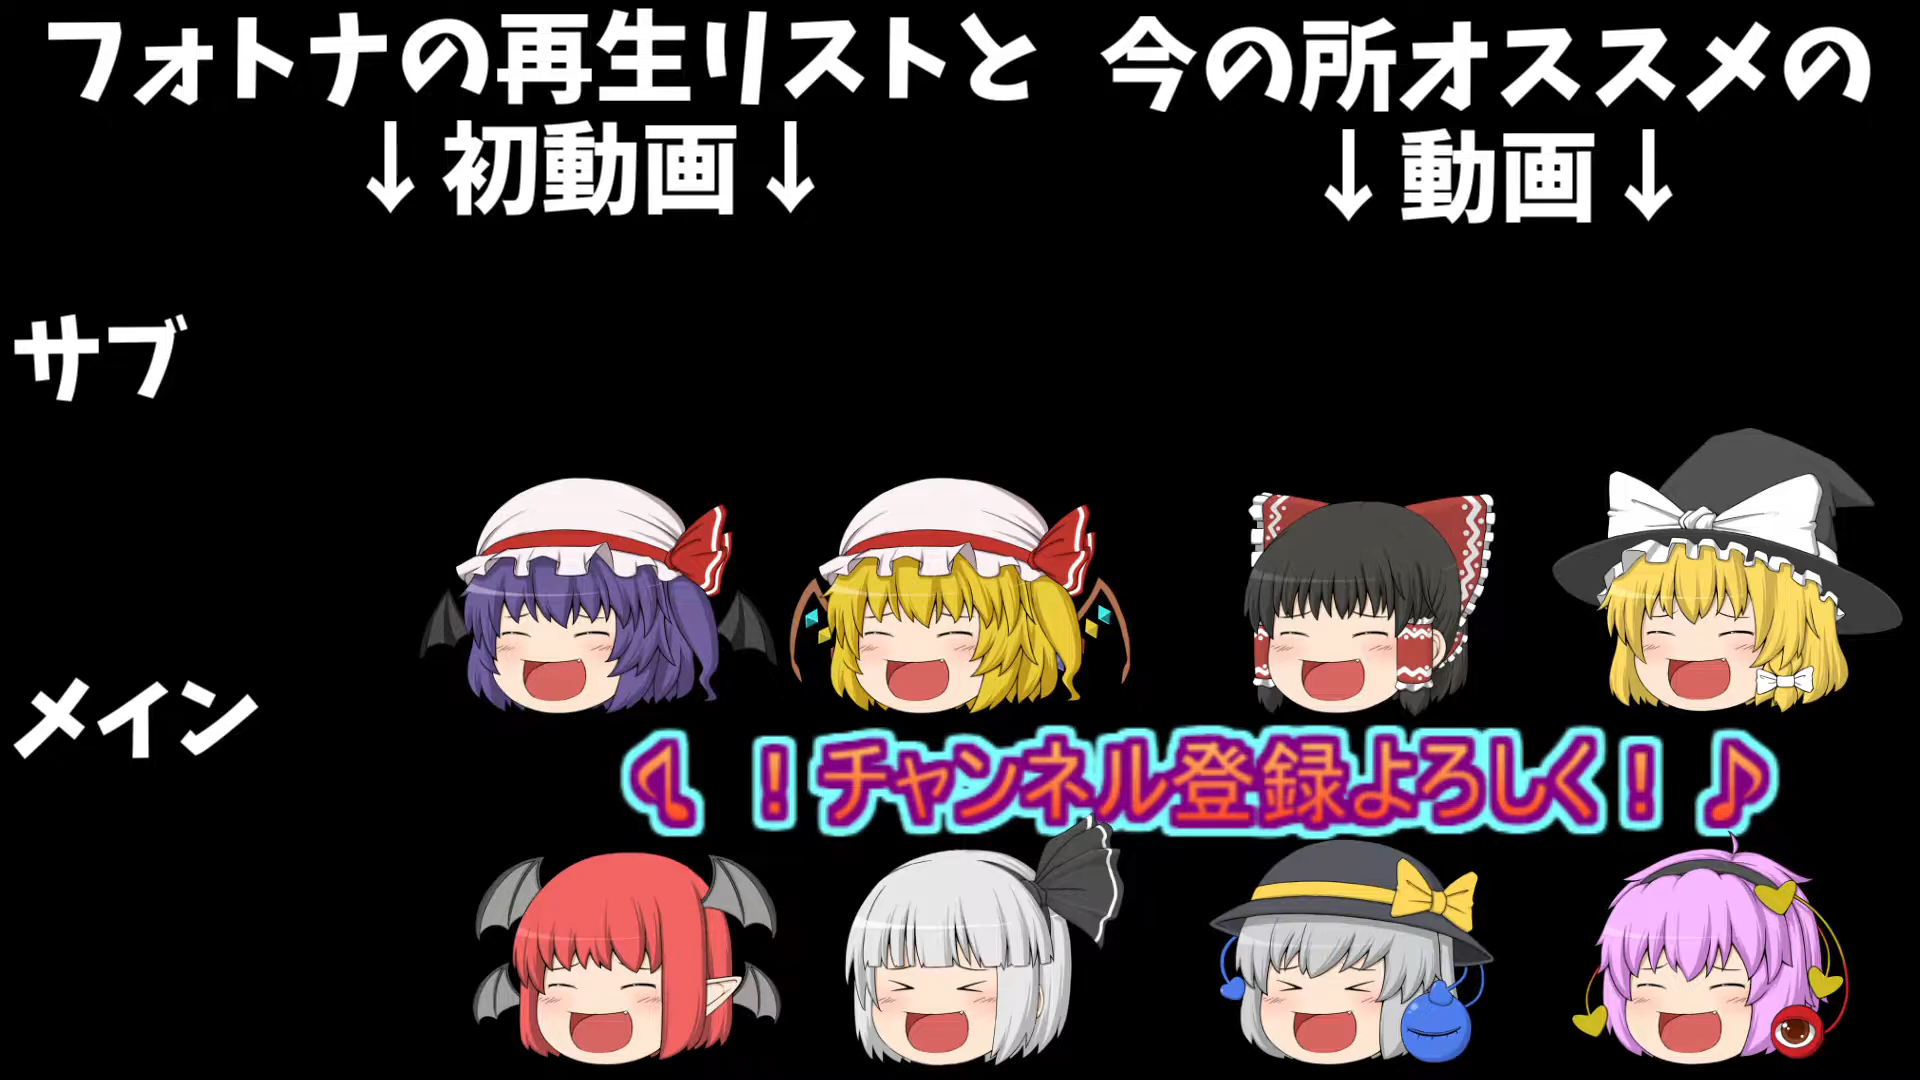 フォトナの再生リストと
↓初動画↓
今の所オススメの
↓動画↓
サブ
メイン
♪！チャンネル登録よろしく！♪